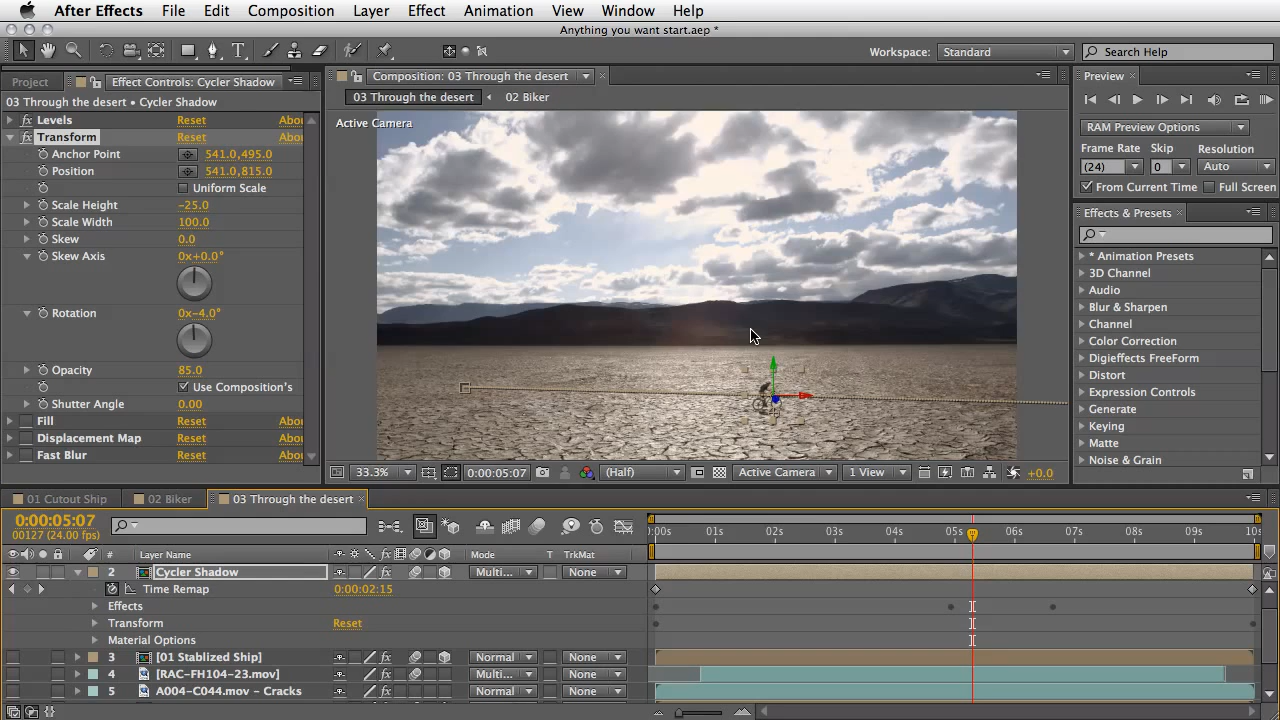 After Effects File Edit Composition Layer Effect Animation View Window Help
Anything you want start.aep *
Workspace: Standard Search Help
Project Effect Controls: Cycler Shadow
03 Through the desert • Cycler Shadow
Levels Reset Abou
Transform Reset Abou
Anchor Point 541.0,495.0
Position 541.0,815.0
Uniform Scale
Scale Height -25.0
Scale Width 100.0
Skew 0.0
Skew Axis 0x+0.0°
Rotation 0x-4.0°
Opacity 85.0
Use Composition's
Shutter Angle 0.00
Fill Reset Abou
Displacement Map Reset Abou
Fast Blur Reset Abou
Composition: 03 Through the desert
03 Through the desert 02 Biker
Active Camera
33.3% 0:00:05:07 (Half) Active Camera 1 View +0.0
Preview
RAM Preview Options
Frame Rate Skip Resolution
(24) 0 Auto
From Current Time Full Screen
Effects & Presets
* Animation Presets
3D Channel
Audio
Blur & Sharpen
Channel
Color Correction
Digieffects FreeForm
Distort
Expression Controls
Generate
Keying
Matte
Noise & Grain
01 Cutout Ship 02 Biker 03 Through the desert
0:00:05:07
00127 (24.00 fps)
:00s 01s 02s 03s 04s 05s 06s 07s 08s 09s 10s
# Layer Name Mode T TrkMat
2 Cycler Shadow Multi... None
Time Remap 0:00:02:15
Effects
Transform Reset
Material Options
3 [01 Stablized Ship] Normal None
4 [RAC-FH104-23.mov] Multi... None
5 A004-C044.mov - Cracks Normal None